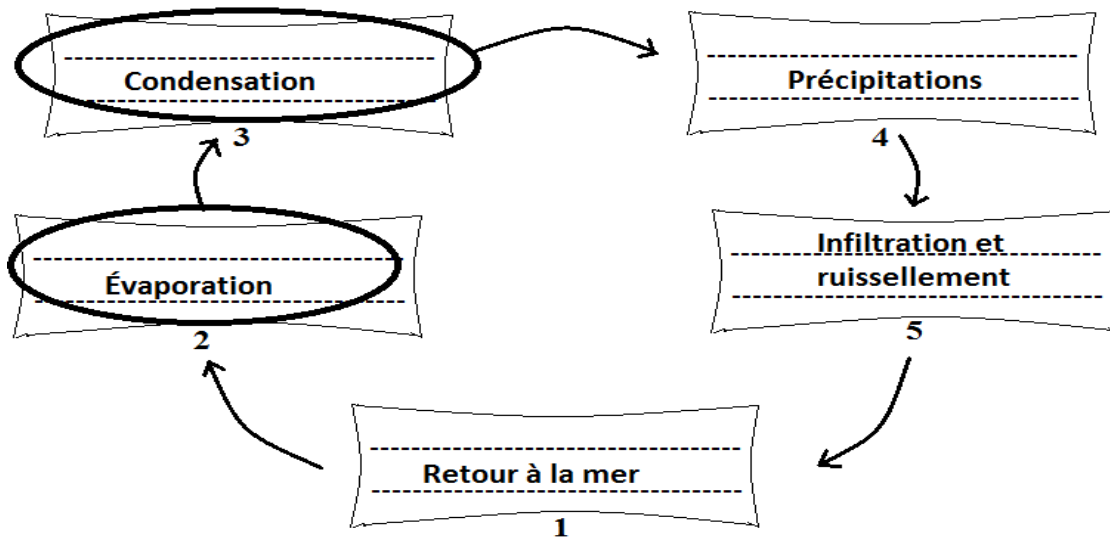 Condensation
3
Précipitations
4
Évaporation
2
Infiltration et
ruissellement
5
Retour à la mer
1